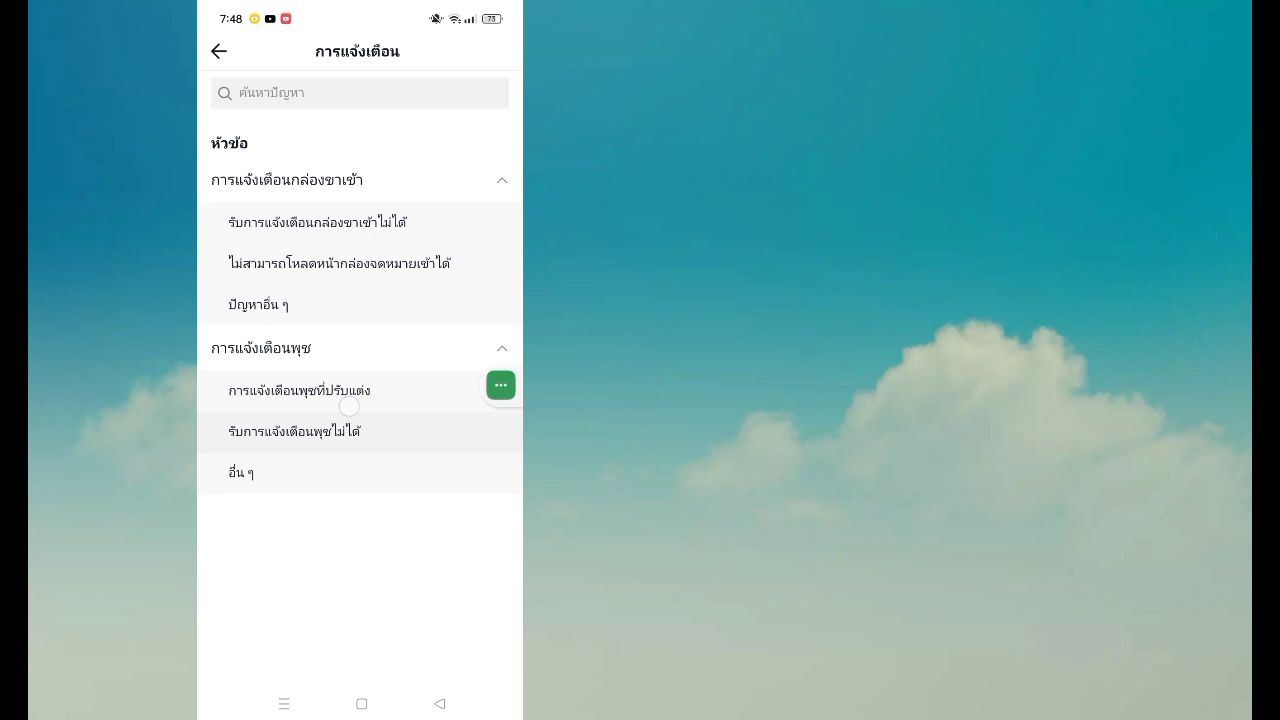 7:48
73
การแจ้งเตือน
ค้นหาปัญหา
หัวข้อ
การแจ้งเตือนกล่องขาเข้า
รับการแจ้งเตือนกล่องขาเข้าไม่ได้
ไม่สามารถโหลดหน้ากล่องจดหมายเข้าได้
ปัญหาอื่น ๆ
การแจ้งเตือนพุช
การแจ้งเตือนพุชที่ปรับแต่ง
รับการแจ้งเตือนพุชไม่ได้
อื่น ๆ